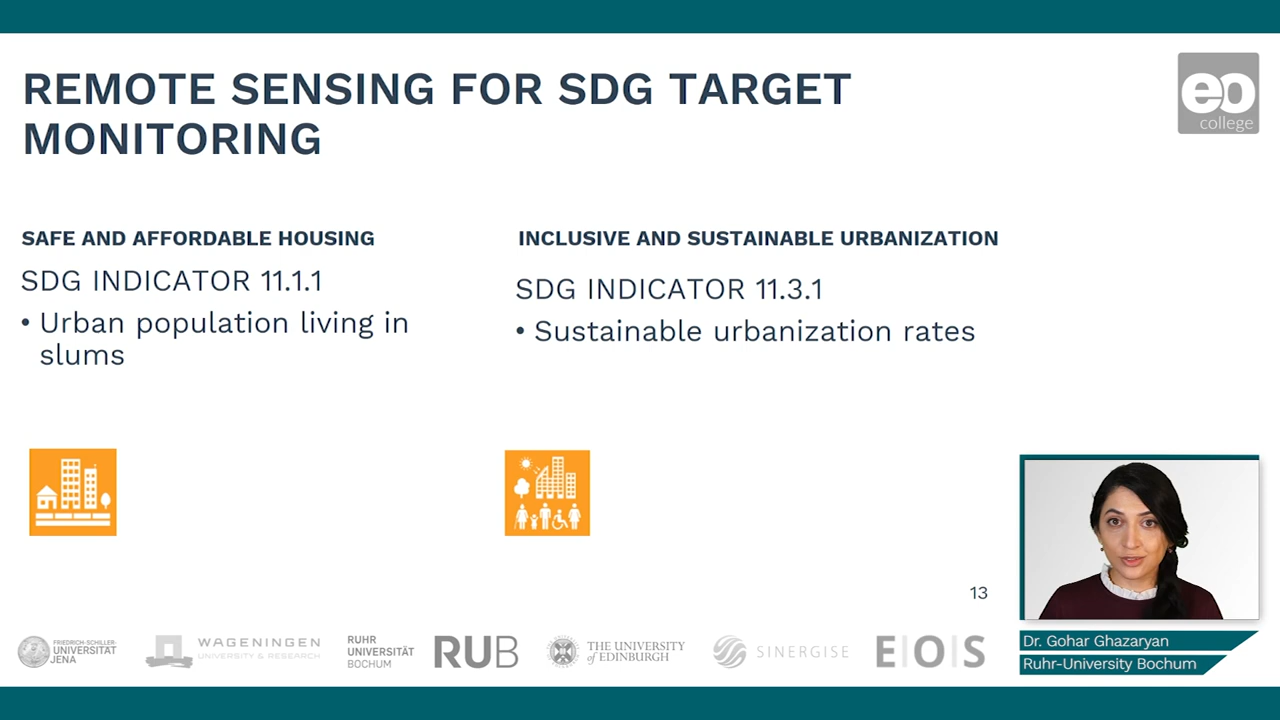 REMOTE SENSING FOR SDG TARGET
MONITORING
eo
college
SAFE AND AFFORDABLE HOUSING
SDG INDICATOR 11.1.1
• Urban population living in
slums
INCLUSIVE AND SUSTAINABLE URBANIZATION
SDG INDICATOR 11.3.1
• Sustainable urbanization rates
13
FRIEDRICH-SCHILLER-
UNIVERSITÄT
JENA
WAGENINGEN
UNIVERSITY & RESEARCH
RUHR
UNIVERSITÄT
BOCHUM
RUB
THE UNIVERSITY
of EDINBURGH
SINERGISE
E|O|S
Dr. Gohar Ghazaryan
Ruhr-University Bochum